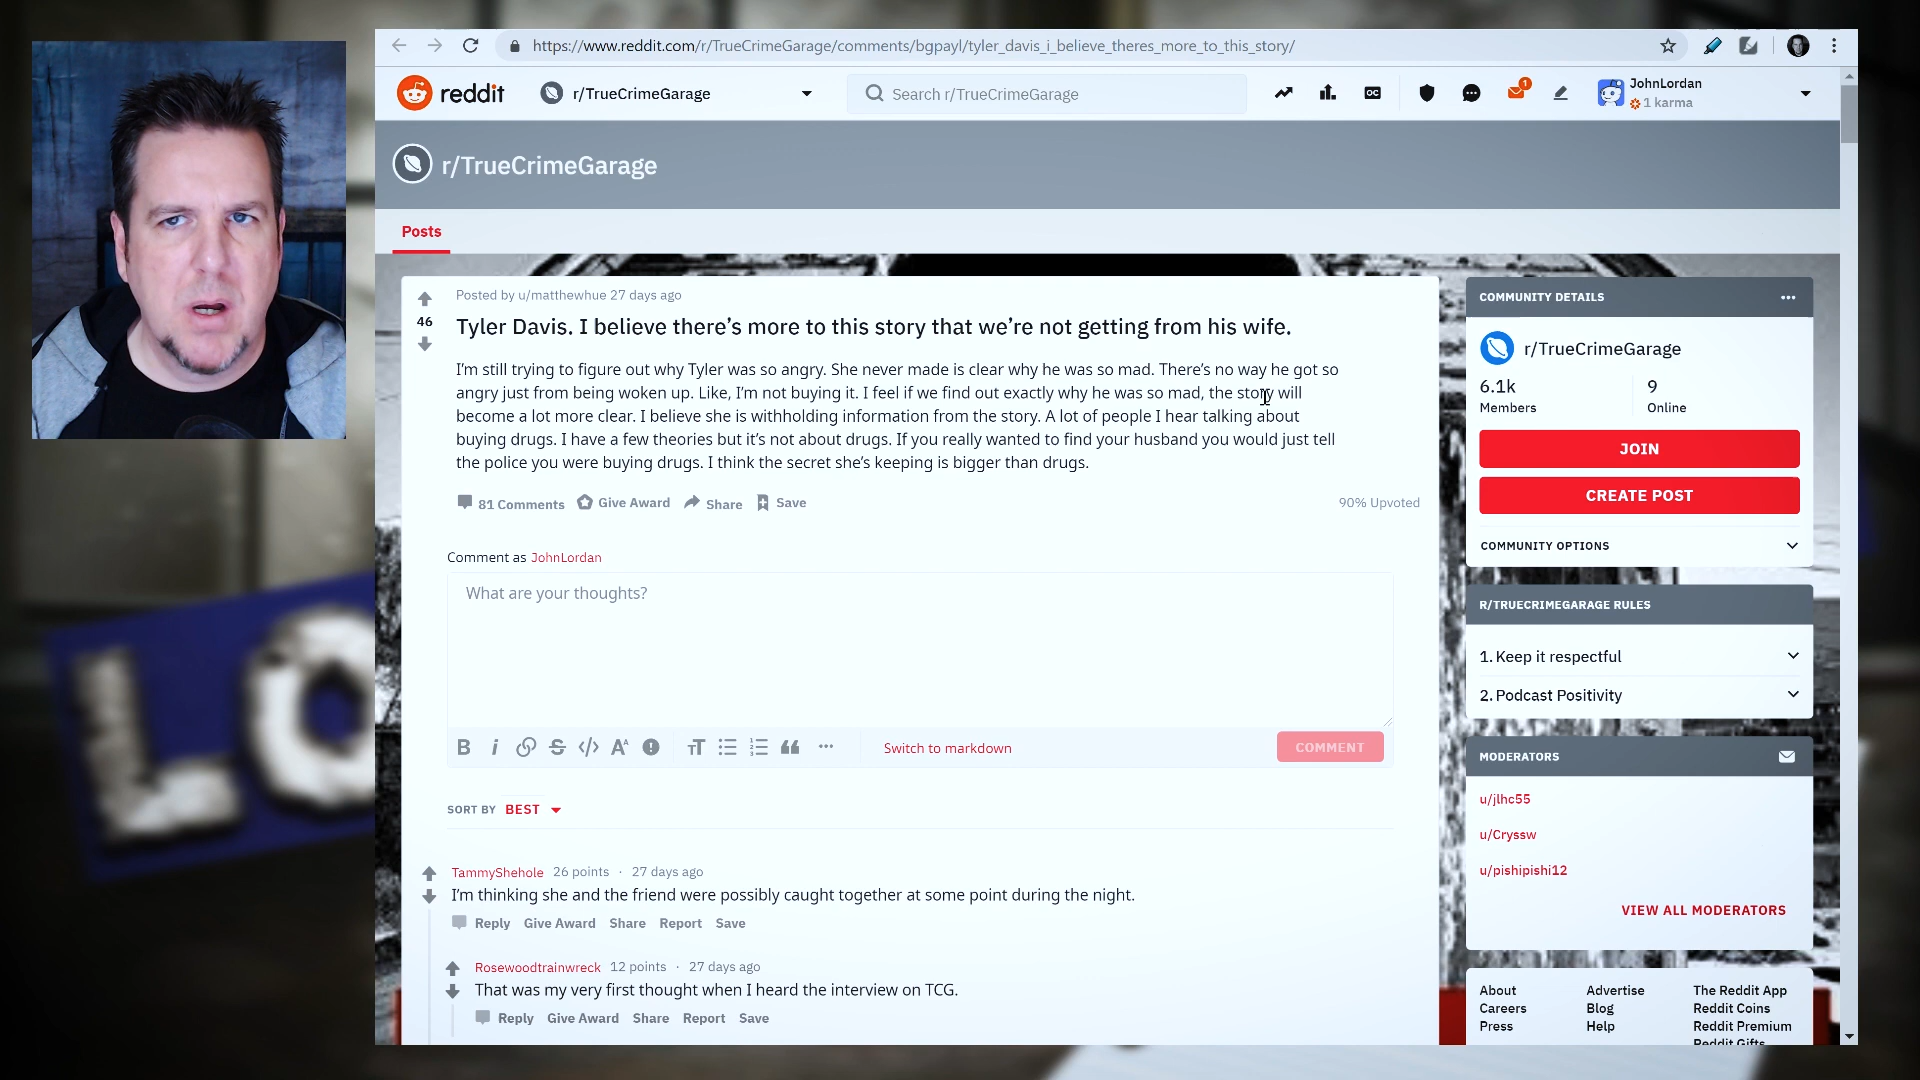 https://www.reddit.com/r/TrueCrimeGarage/comments/bgpayl/tyler_davis_i_believe_theres_more_to_this_story/
reddit
r/TrueCrimeGarage
Search r/TrueCrimeGarage
1
JohnLordan
1 karma
r/TrueCrimeGarage
Posts
46
Posted by u/matthewhue 27 days ago
Tyler Davis. I believe there's more to this story that we're not getting from his wife.
I'm still trying to figure out why Tyler was so angry. She never made is clear why he was so mad. There's no way he got so
angry just from being woken up. Like, I'm not buying it. I feel if we find out exactly why he was so mad, the story will
become a lot more clear. I believe she is withholding information from the story. A lot of people I hear talking about
buying drugs. I have a few theories but it's not about drugs. If you really wanted to find your husband you would just tell
the police you were buying drugs. I think the secret she's keeping is bigger than drugs.
81 Comments Give Award Share Save
90% Upvoted
Comment as JohnLordan
What are your thoughts?
Switch to markdown
COMMENT
SORT BY BEST
TammyShehole 26 points · 27 days ago
I'm thinking she and the friend were possibly caught together at some point during the night.
Reply Give Award Share Report Save
Rosewoodtrainwreck 12 points · 27 days ago
That was my very first thought when I heard the interview on TCG.
Reply Give Award Share Report Save
COMMUNITY DETAILS
r/TrueCrimeGarage
6.1k 9
Members Online
JOIN
CREATE POST
COMMUNITY OPTIONS
R/TRUECRIMEGARAGE RULES
1. Keep it respectful
2. Podcast Positivity
MODERATORS
u/jlhc55
u/Cryssw
u/pishipishi12
VIEW ALL MODERATORS
About Advertise The Reddit App
Careers Blog Reddit Coins
Press Help Reddit Premium
Reddit Gifts
LO